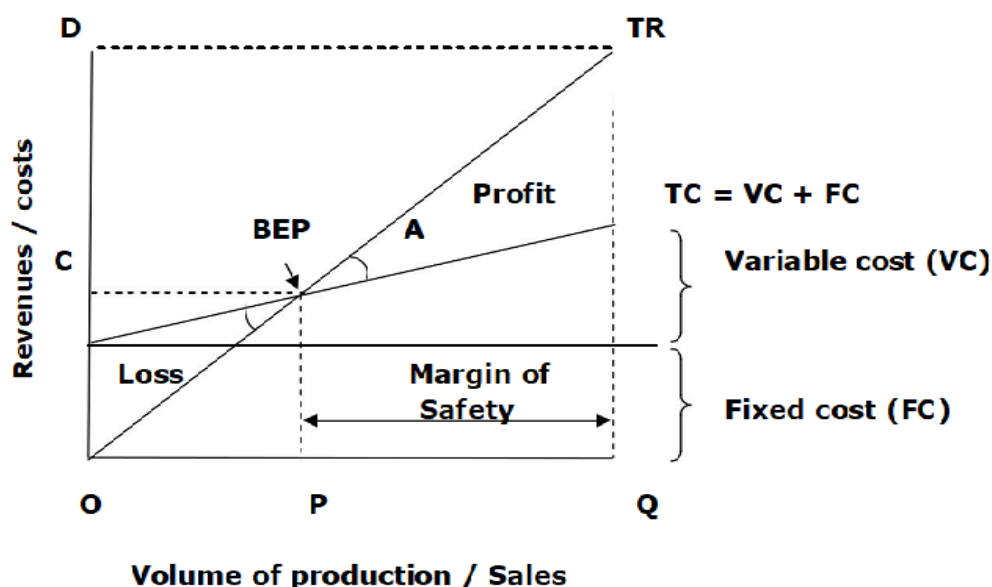 D
TR
Revenues / costs
Profit
TC = VC + FC
BEP
A
C
Variable cost (VC)
Loss
Margin of
Safety
Fixed cost (FC)
O
P
Q
Volume of production / Sales